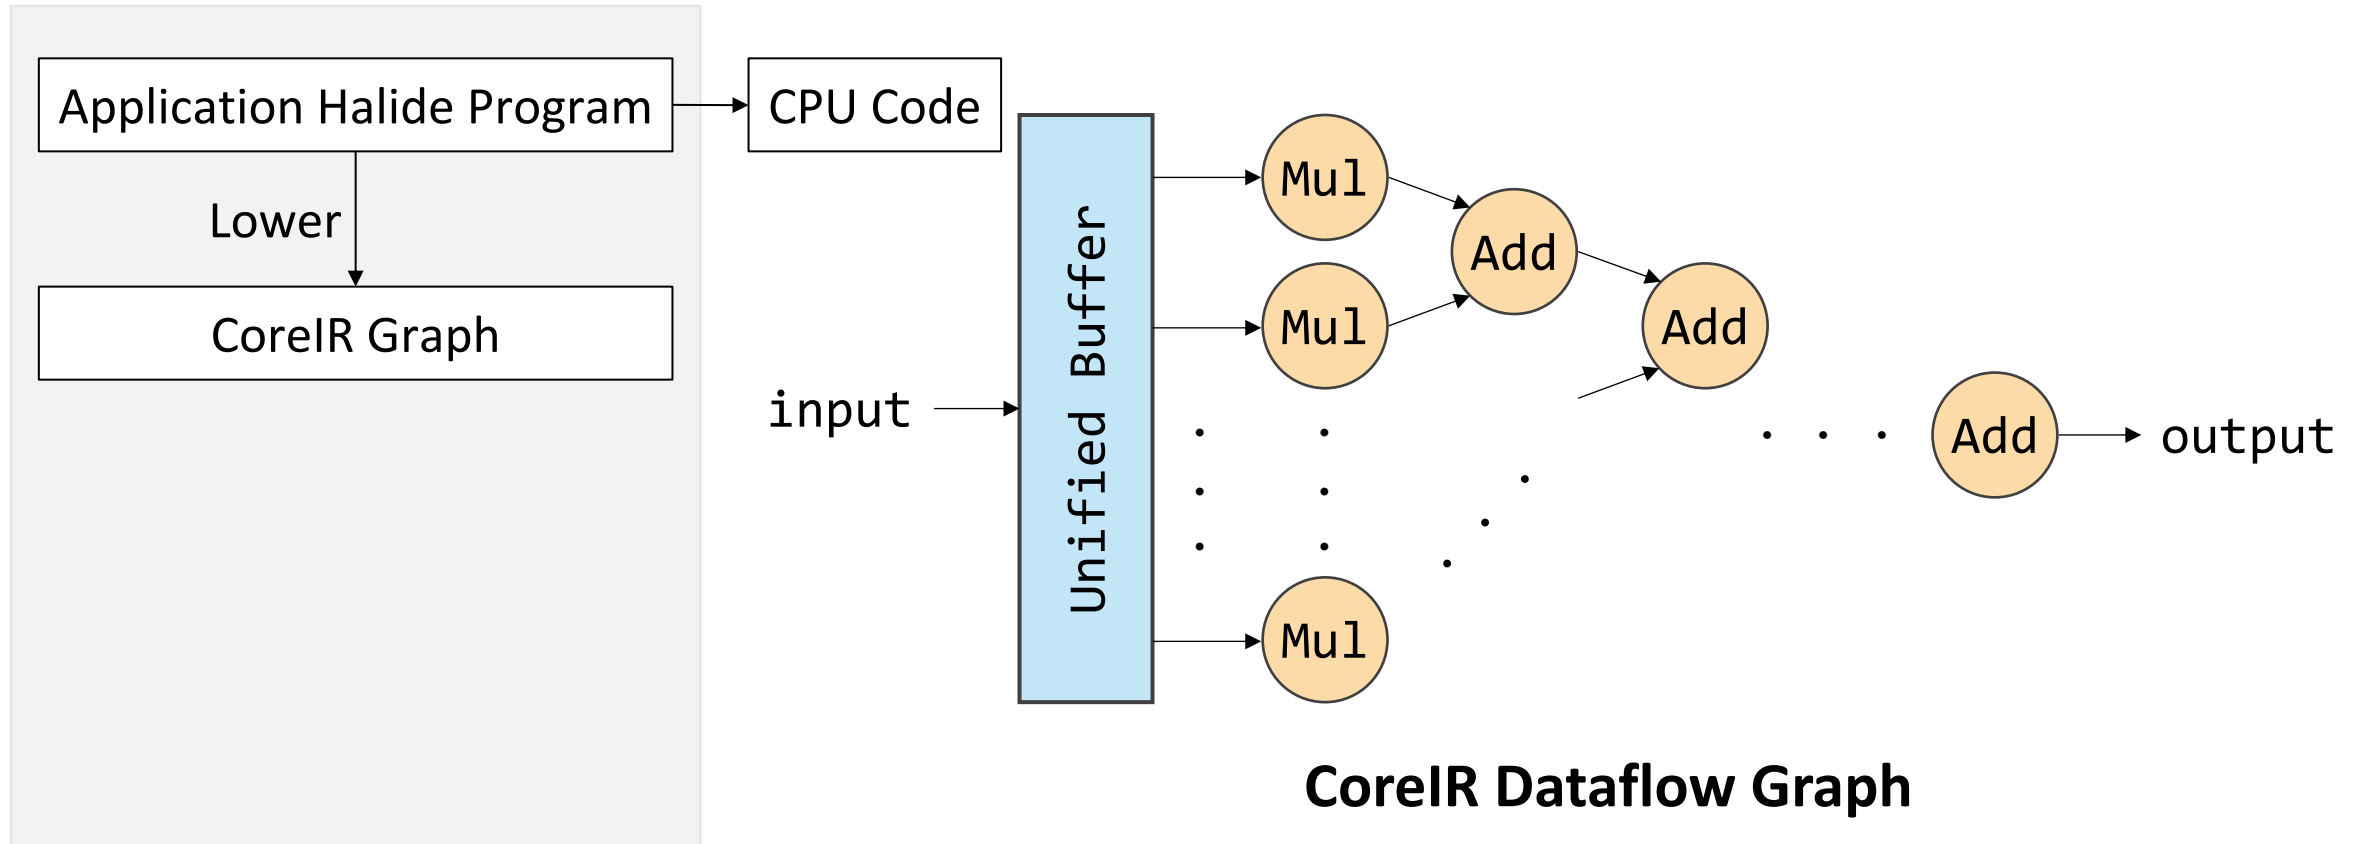 Application Halide Program
CPU Code
Lower
CoreIR Graph
input
Unified Buffer
Mul
Mul
Mul
Add
Add
Add
output
CoreIR Dataflow Graph